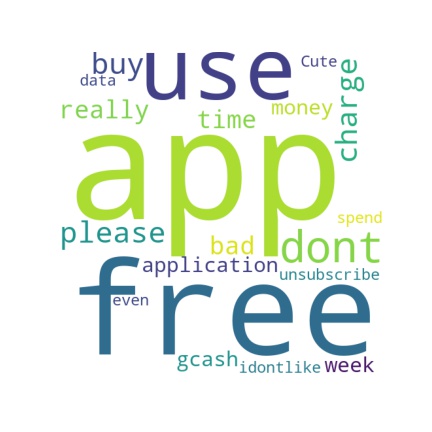 use
Cute
buy
data
really
time
money
charge
app
spend
please
bad
dont
application
unsubscribe
free
even
gcash
idontlike
week